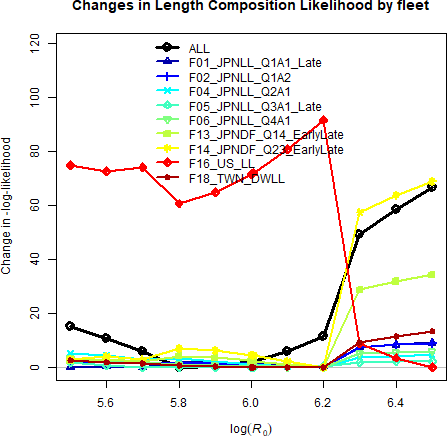 Changes in Length Composition Likelihood by fleet
Change in -log-likelihood
120
100
80
60
40
20
0
ALL
F01_JPNLL_Q1A1_Late
F02_JPNLL_Q1A2
F04_JPNLL_Q2A1
F05_JPNLL_Q3A1_Late
F06_JPNLL_Q4A1
F13_JPNDF_Q14_EarlyLate
F14_JPNDF_Q23_EarlyLate
F16_US_LL
F18_TWN_DWLL
5.6 5.8 6.0 6.2 6.4
log(R0)